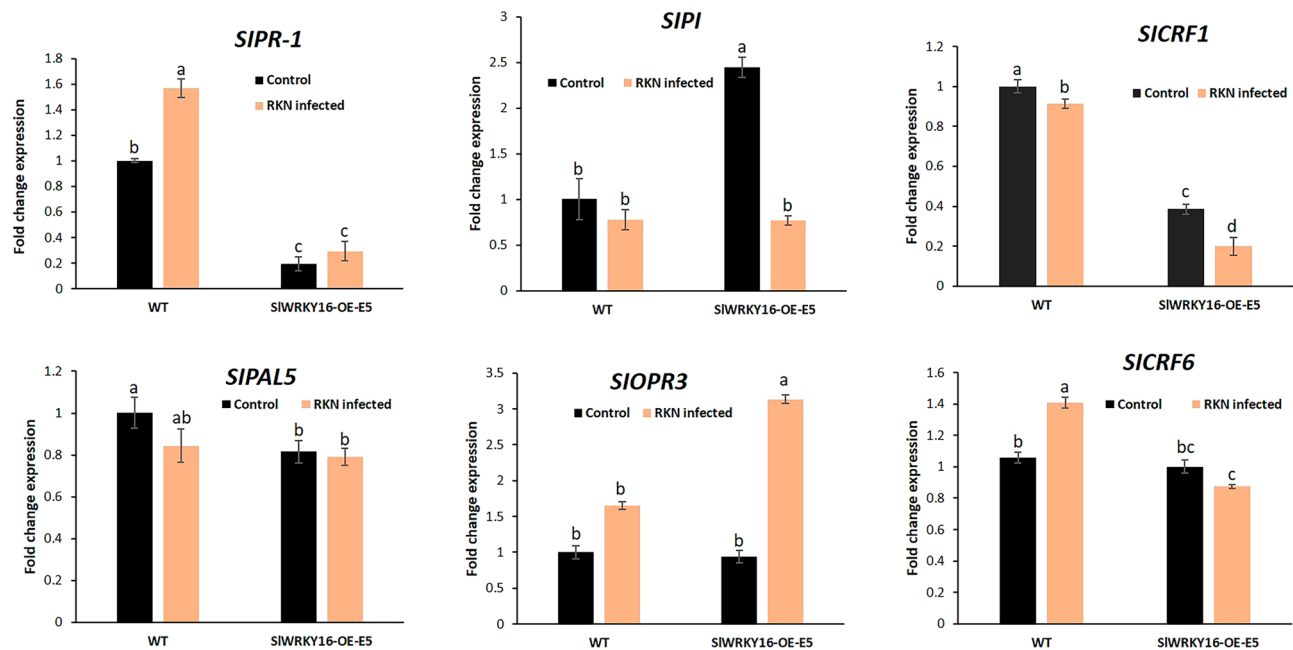 SlPR-1
1.8
1.6
1.4
1.2
1
0.8
0.6
0.4
0.2
0
Fold change expression
Control
RKN infected
b
a
c
c
WT
SlWRKY16-OE-E5
SlPI
3
2.5
2
1.5
1
0.5
0
Fold change expression
Control
RKN infected
b
b
a
b
WT
SlWRKY16-OE-E5
SlCRF1
1.2
1
0.8
0.6
0.4
0.2
0
Fold change expression
Control
RKN infected
a
b
c
d
WT
SlWRKY16-OE-E5
SlPAL5
1.2
1
0.8
0.6
0.4
0.2
0
Fold change expression
Control
RKN infected
a
ab
b
b
WT
SlWRKY16-OE-E5
SlOPR3
3.5
3
2.5
2
1.5
1
0.5
0
Fold change expression
Control
RKN infected
b
b
b
a
WT
SlWRKY16-OE-E5
SlCRF6
1.6
1.4
1.2
1
0.8
0.6
0.4
0.2
0
Fold change expression
Control
RKN infected
b
a
bc
c
WT
SlWRKY16-OE-E5